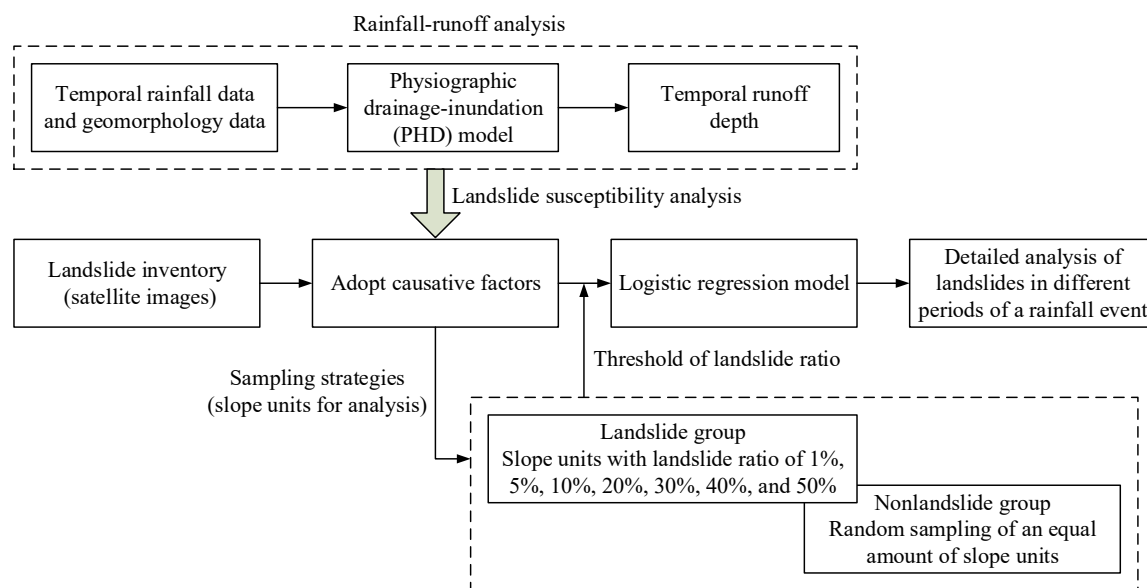 Rainfall-runoff analysis
Temporal rainfall data
and geomorphology data
Physiographic
drainage-inundation
(PHD) model
Temporal runoff
depth
Landslide susceptibility analysis
Landslide inventory
(satellite images)
Adopt causative factors
Logistic regression model
Detailed analysis of
landslides in different
periods of a rainfall event
Threshold of landslide ratio
Sampling strategies
(slope units for analysis)
Landslide group
Slope units with landslide ratio of 1%,
5%, 10%, 20%, 30%, 40%, and 50%
Nonlandslide group
Random sampling of an equal
amount of slope units